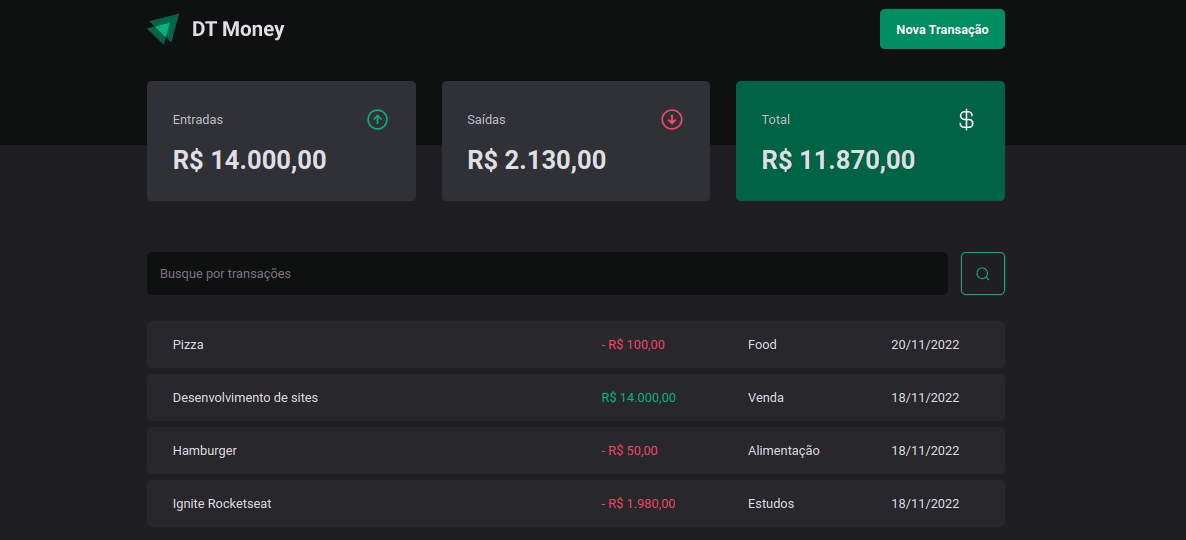 DT Money
Nova Transação
Entradas
R$ 14.000,00
Saídas
R$ 2.130,00
Total
$
R$ 11.870,00
Busque por transações
Pizza - R$ 100,00 Food 20/11/2022
Desenvolvimento de sites R$ 14.000,00 Venda 18/11/2022
Hamburger - R$ 50,00 Alimentação 18/11/2022
Ignite Rocketseat - R$ 1.980,00 Estudos 18/11/2022